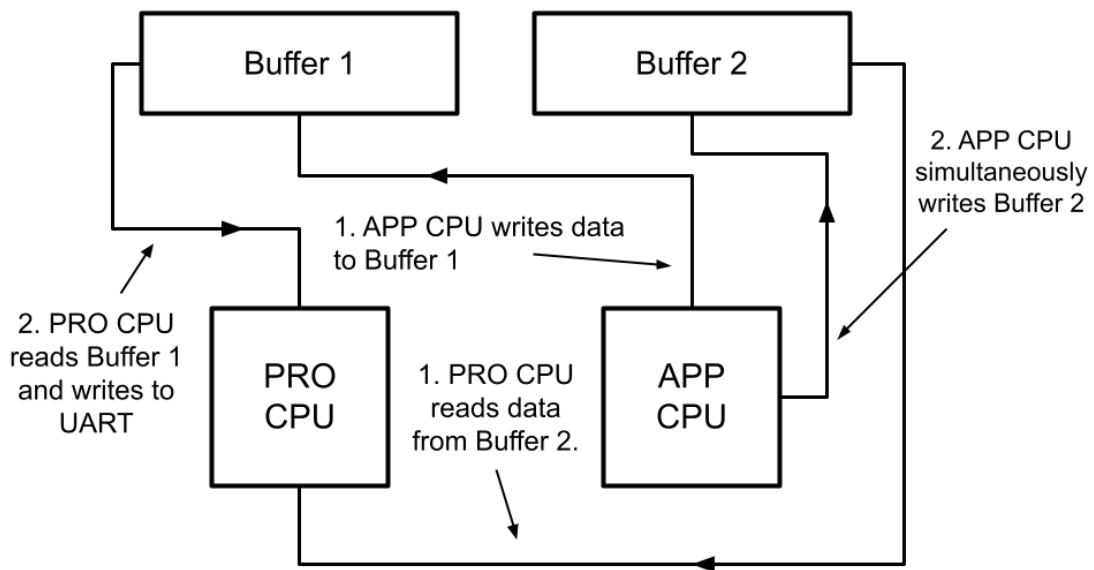 Buffer 1
Buffer 2
2. APP CPU
simultaneously
writes Buffer 2
1. APP CPU writes data
to Buffer 1
2. PRO CPU
reads Buffer 1
and writes to
UART
PRO
CPU
1. PRO CPU
reads data
from Buffer 2.
APP
CPU